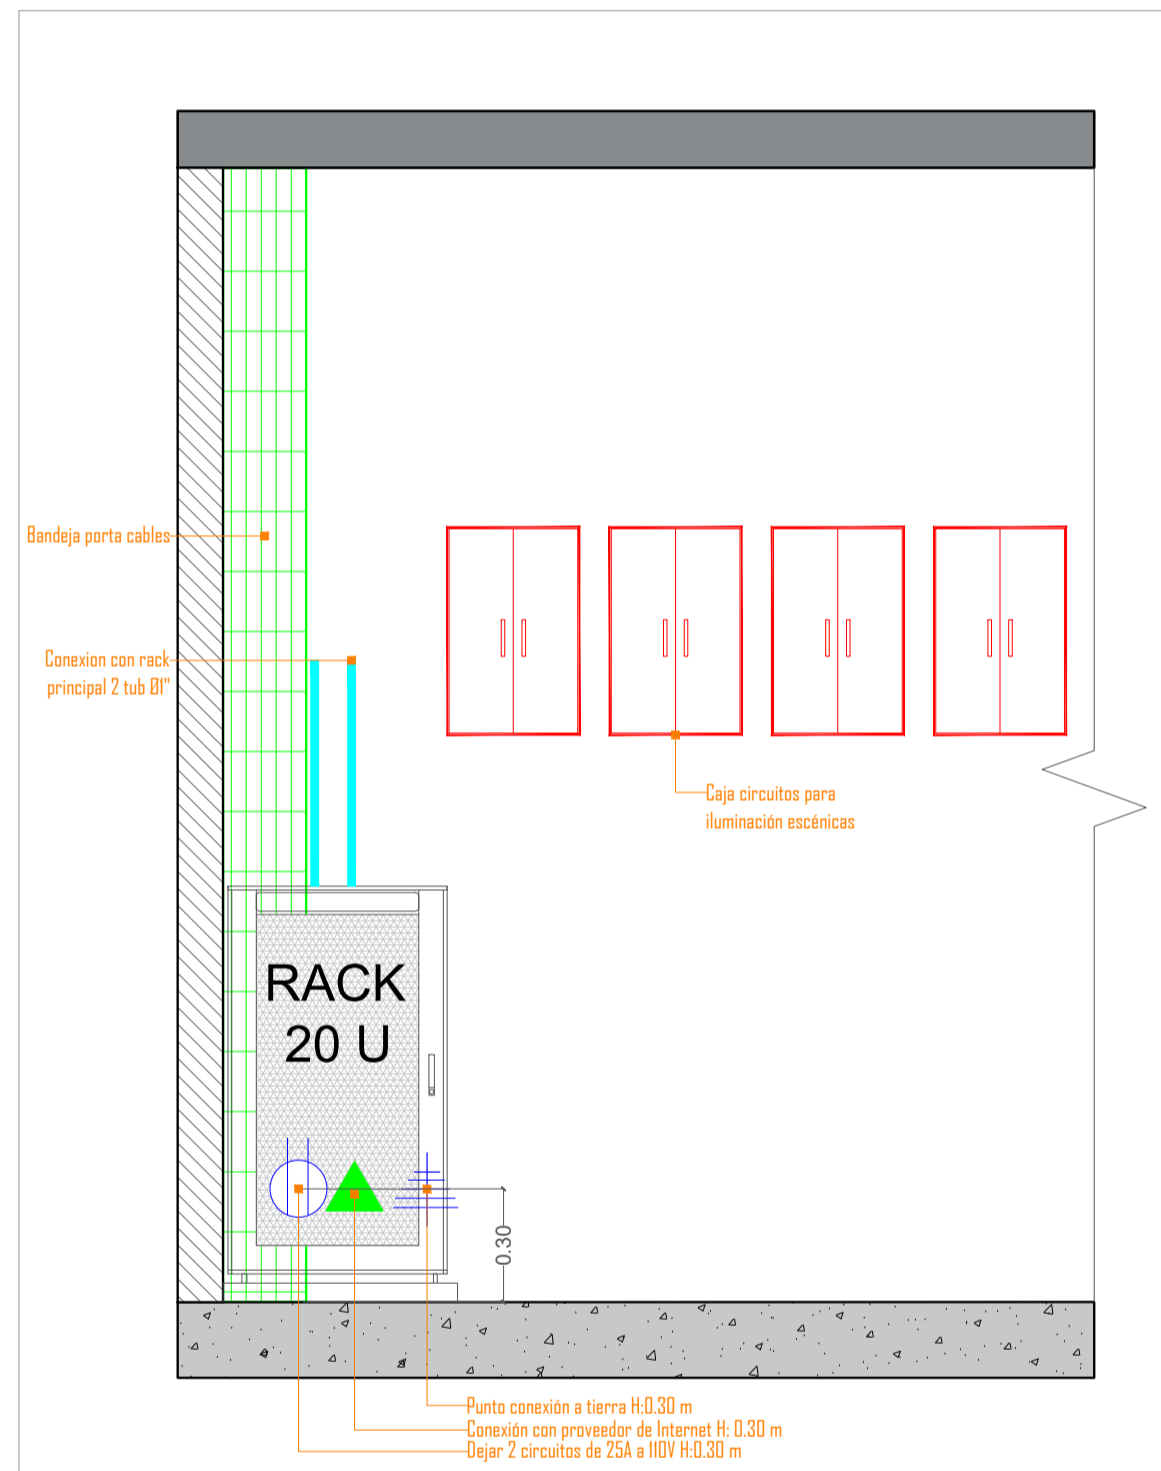 Bandeja porta cables
Conexion con rack
principal 2 tub Ø1"
Caja circuitos para
iluminación escénicas
RACK
20 U
0.30
Punto conexión a tierra H:0.30 m
Conexión con proveedor de Internet H: 0.30 m
Dejar 2 circuitos de 25A a 110V H:0.30 m